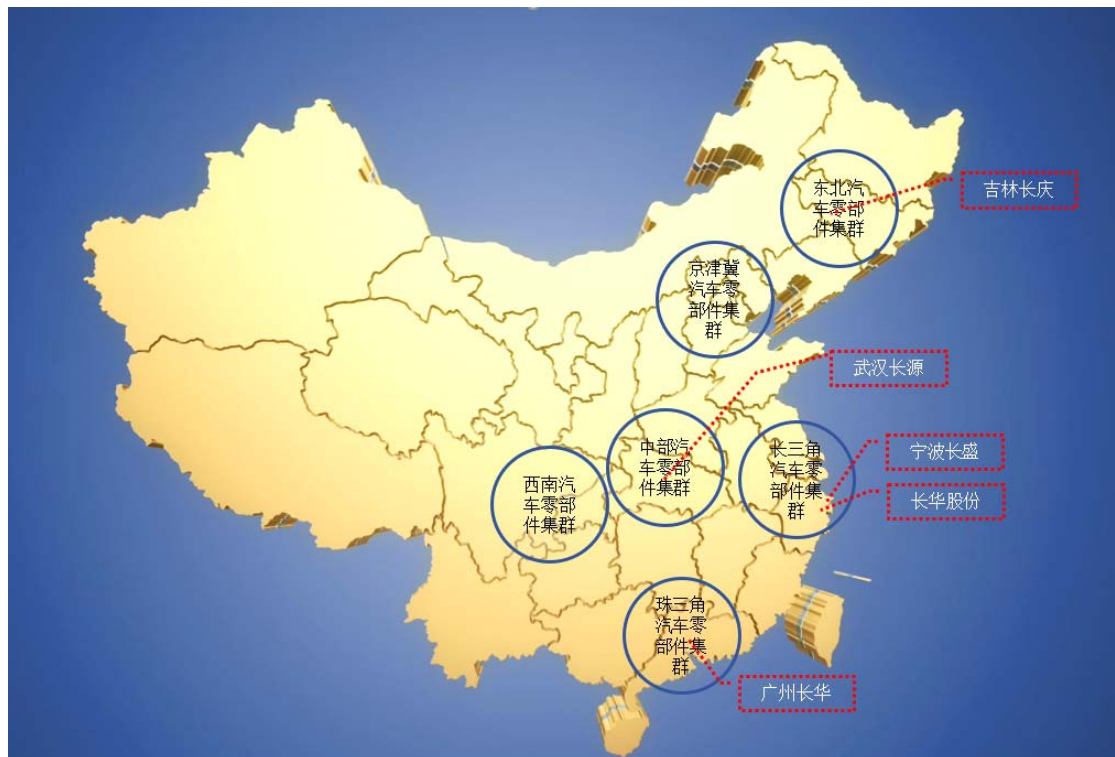 东北汽
车零部
件集群
吉林长庆
京津冀
汽车零
部件集
群
武汉长源
中部汽
车零部
件集群
长三角
汽车零
部件集
群
宁波长盛
长华股份
西南汽
车零部
件集群
珠三角
汽车零
部件集
群
广州长华